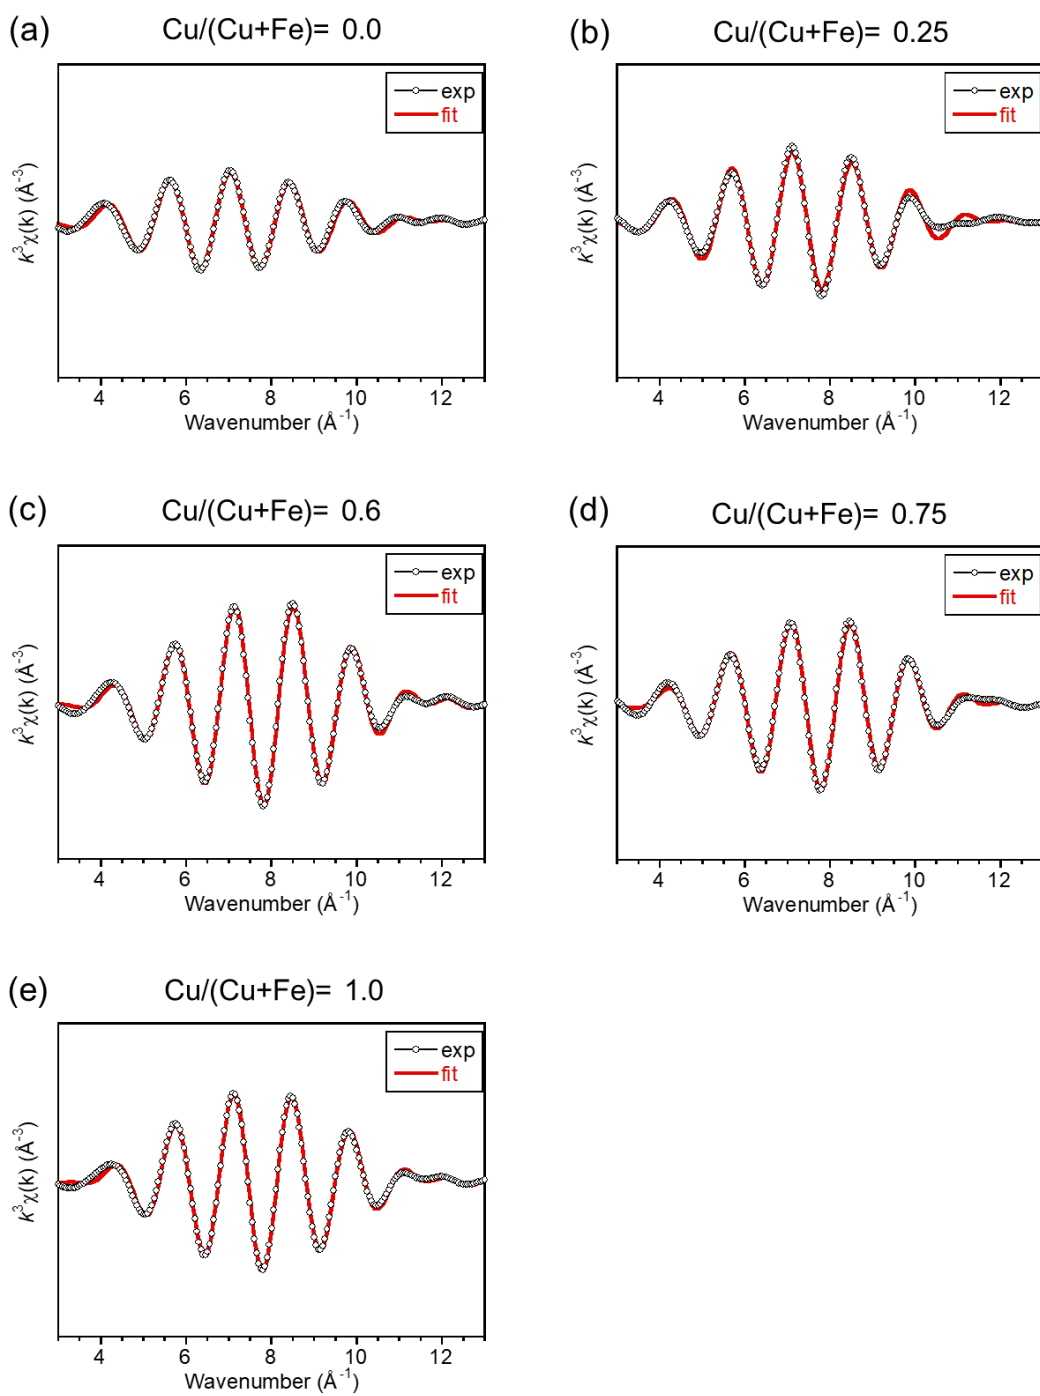 (a) Cu/(Cu+Fe)= 0.0
exp
fit
k³χ(k) (Å⁻³)
4 6 8 10 12
Wavenumber (Å⁻¹)
(b) Cu/(Cu+Fe)= 0.25
exp
fit
k³χ(k) (Å⁻³)
4 6 8 10 12
Wavenumber (Å⁻¹)
(c) Cu/(Cu+Fe)= 0.6
exp
fit
k³χ(k) (Å⁻³)
4 6 8 10 12
Wavenumber (Å⁻¹)
(d) Cu/(Cu+Fe)= 0.75
exp
fit
k³χ(k) (Å⁻³)
4 6 8 10 12
Wavenumber (Å⁻¹)
(e) Cu/(Cu+Fe)= 1.0
exp
fit
k³χ(k) (Å⁻³)
4 6 8 10 12
Wavenumber (Å⁻¹)